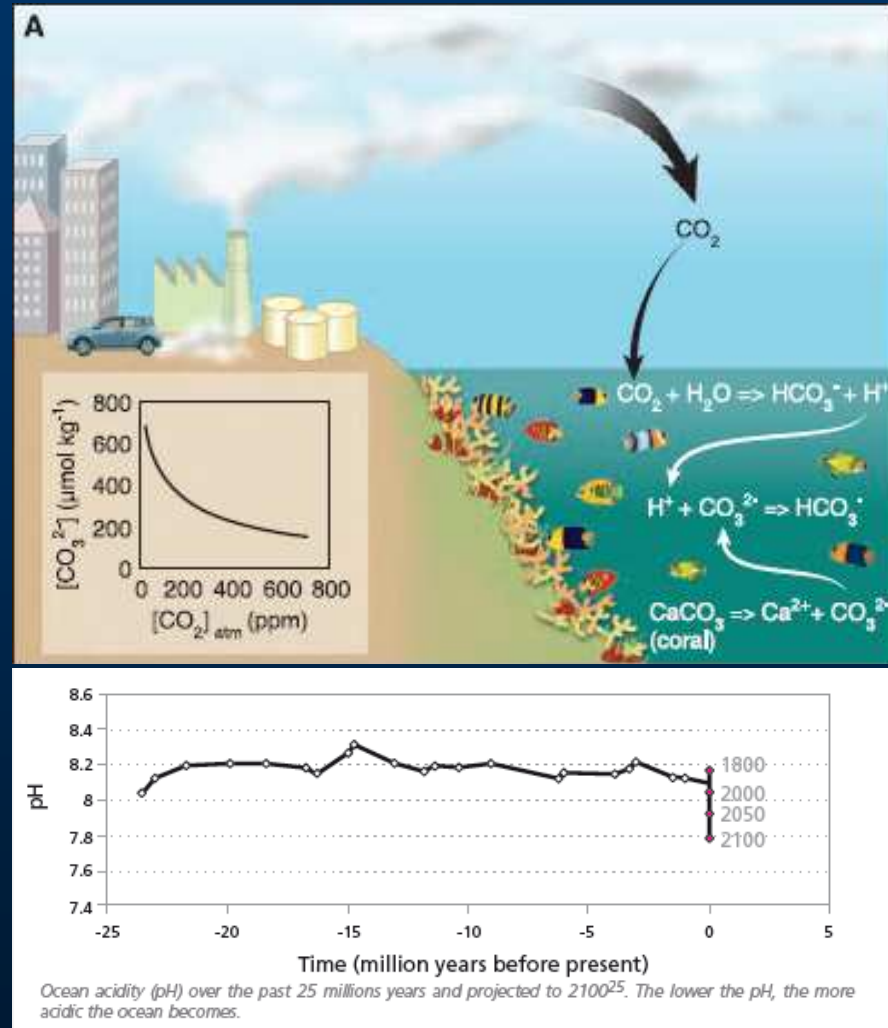 A
CO₂
CO₂ + H₂O => HCO₃⁻ + H⁺
H⁺ + CO₃²⁻ => HCO₃⁻
CaCO₃ => Ca²⁺ + CO₃²⁻
(coral)
[CO₃²⁻] (µmol kg⁻¹)
800
600
400
200
0
0 200 400 600 800
[CO₂] atm (ppm)
pH
8.6
8.4
8.2
8
7.8
7.6
7.4
1800
2000
2050
2100
-25 -20 -15 -10 -5 0 5
Time (million years before present)
Ocean acidity (pH) over the past 25 millions years and projected to 2100²⁵. The lower the pH, the more
acidic the ocean becomes.